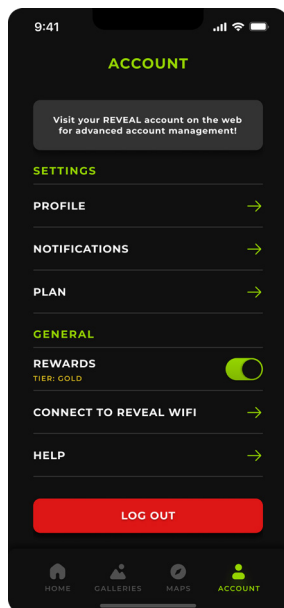 9:41
ACCOUNT
Visit your REVEAL account on the web
for advanced account management!
SETTINGS
PROFILE
NOTIFICATIONS
PLAN
GENERAL
REWARDS
TIER: GOLD
CONNECT TO REVEAL WIFI
HELP
LOG OUT
HOME GALLERIES MAPS ACCOUNT